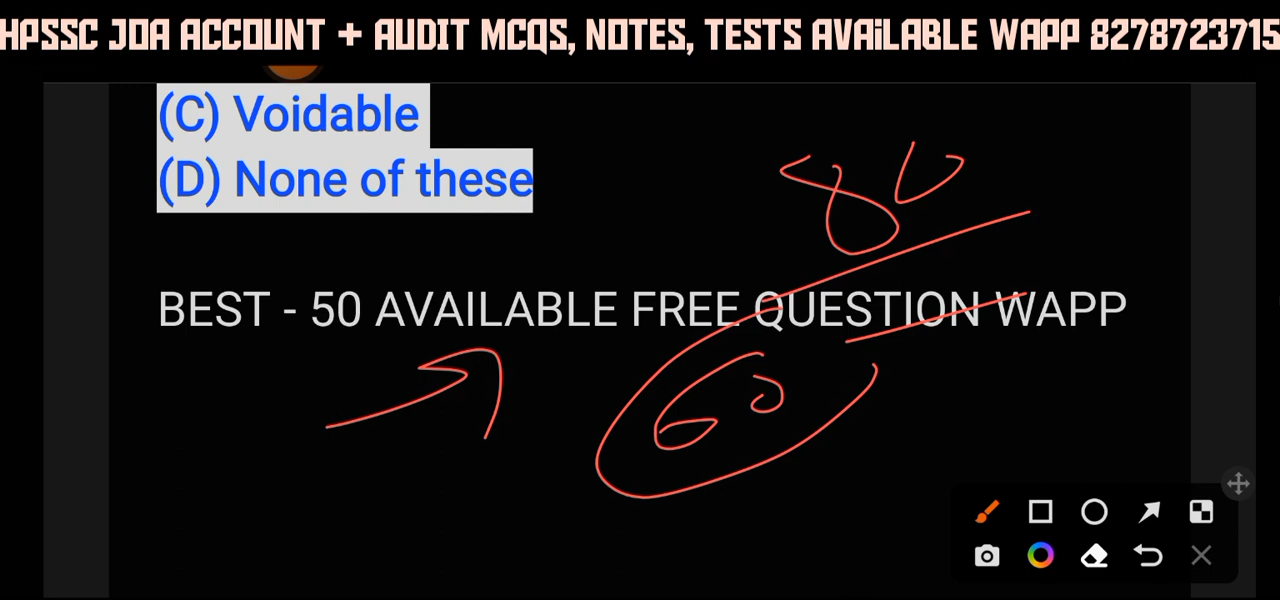 HPSSC JOA ACCOUNT + AUDIT MCQS, NOTES, TESTS AVAiLABLE WAPP 8278723715
(C) Voidable
(D) None of these
80
BEST - 50 AVAILABLE FREE QUESTION WAPP
60